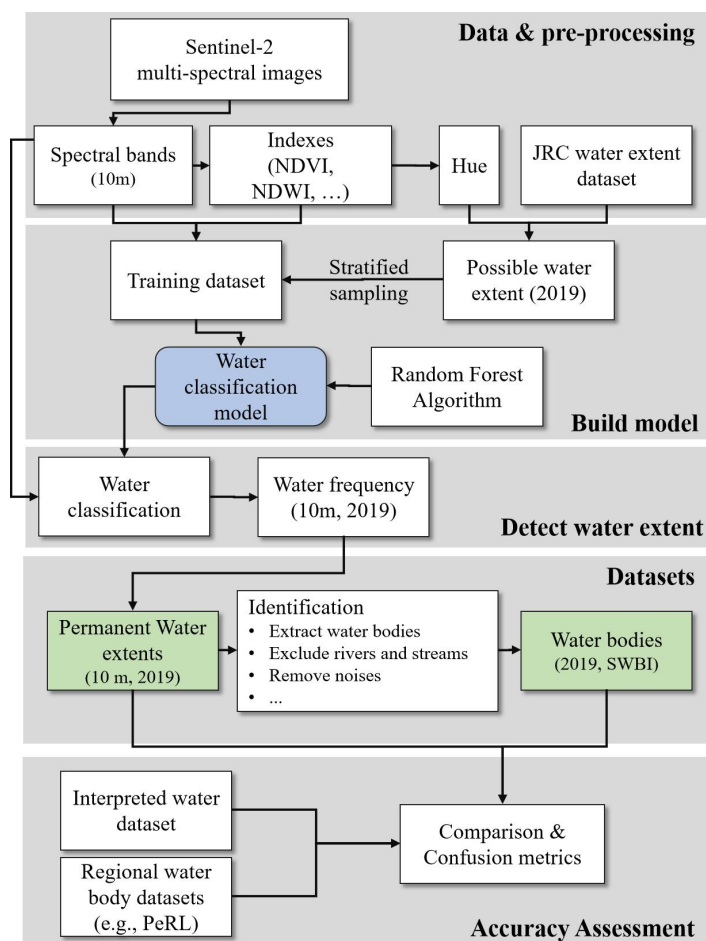 Data & pre-processing
Sentinel-2
multi-spectral images
Spectral bands
(10m)
Indexes
(NDVI,
NDWI, ...)
Hue
JRC water extent
dataset
Training dataset
Stratified
sampling
Possible water
extent (2019)
Water
classification
model
Random Forest
Algorithm
Build model
Water
classification
Water frequency
(10m, 2019)
Detect water extent
Datasets
Permanent Water
extents
(10 m, 2019)
Identification
• Extract water bodies
• Exclude rivers and streams
• Remove noises
• ...
Water bodies
(2019, SWBI)
Interpreted water
dataset
Regional water
body datasets
(e.g., PeRL)
Comparison &
Confusion metrics
Accuracy Assessment